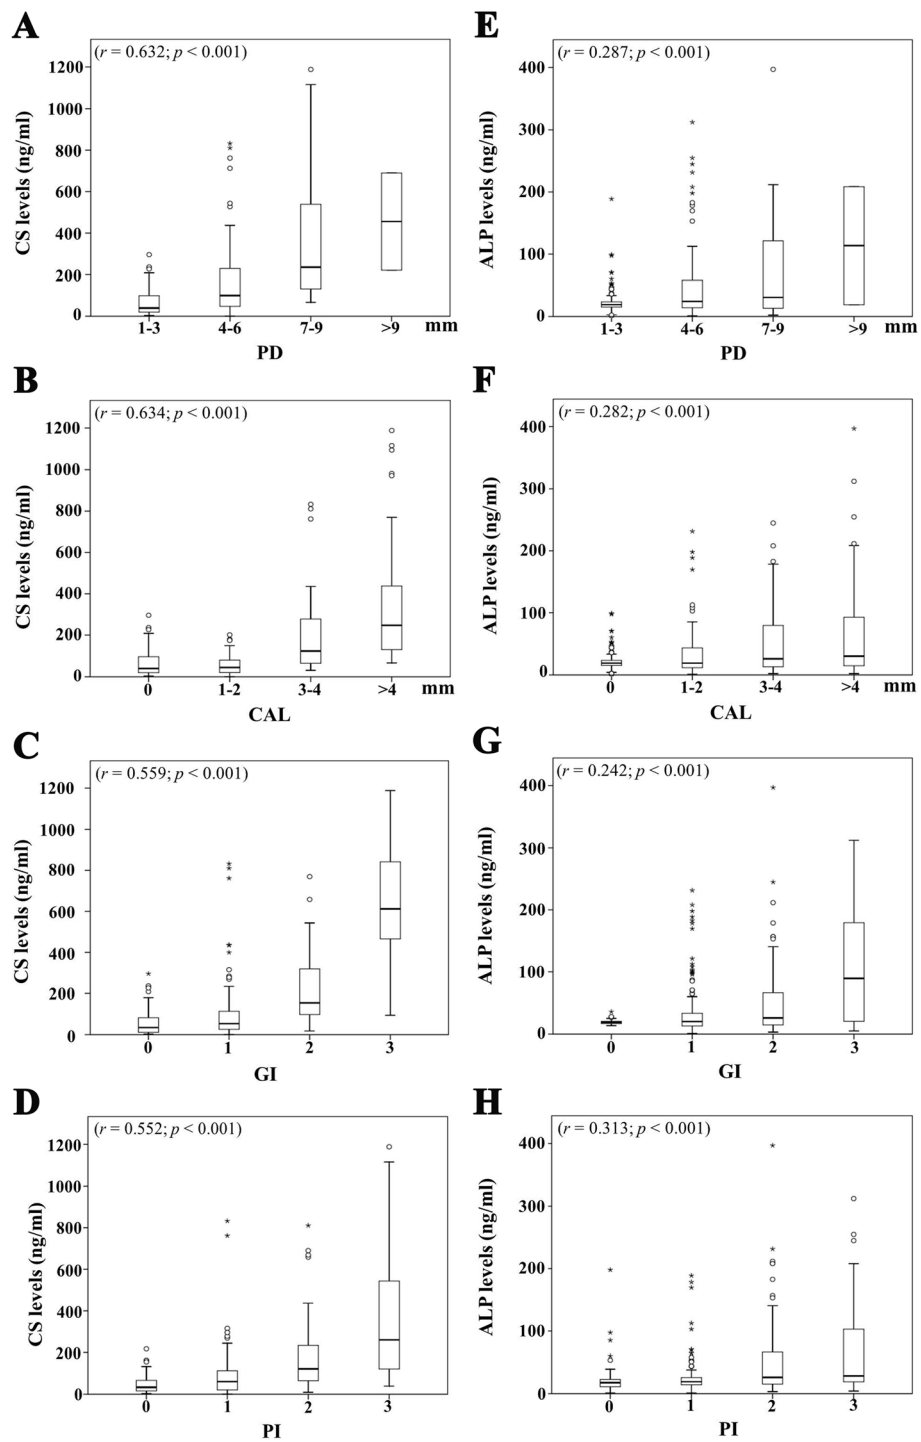 A
(r = 0.632; p < 0.001)
CS levels (ng/ml)
1200
1000
800
600
400
200
0
1-3 4-6 7-9 >9 mm
PD
E
(r = 0.287; p < 0.001)
ALP levels (ng/ml)
400
300
200
100
0
1-3 4-6 7-9 >9 mm
PD
B
(r = 0.634; p < 0.001)
CS levels (ng/ml)
1200
1000
800
600
400
200
0
0 1-2 3-4 >4 mm
CAL
F
(r = 0.282; p < 0.001)
ALP levels (ng/ml)
400
300
200
100
0
0 1-2 3-4 >4 mm
CAL
C
(r = 0.559; p < 0.001)
CS levels (ng/ml)
1200
1000
800
600
400
200
0
0 1 2 3
GI
G
(r = 0.242; p < 0.001)
ALP levels (ng/ml)
400
300
200
100
0
0 1 2 3
GI
D
(r = 0.552; p < 0.001)
CS levels (ng/ml)
1200
1000
800
600
400
200
0
0 1 2 3
PI
H
(r = 0.313; p < 0.001)
ALP levels (ng/ml)
400
300
200
100
0
0 1 2 3
PI